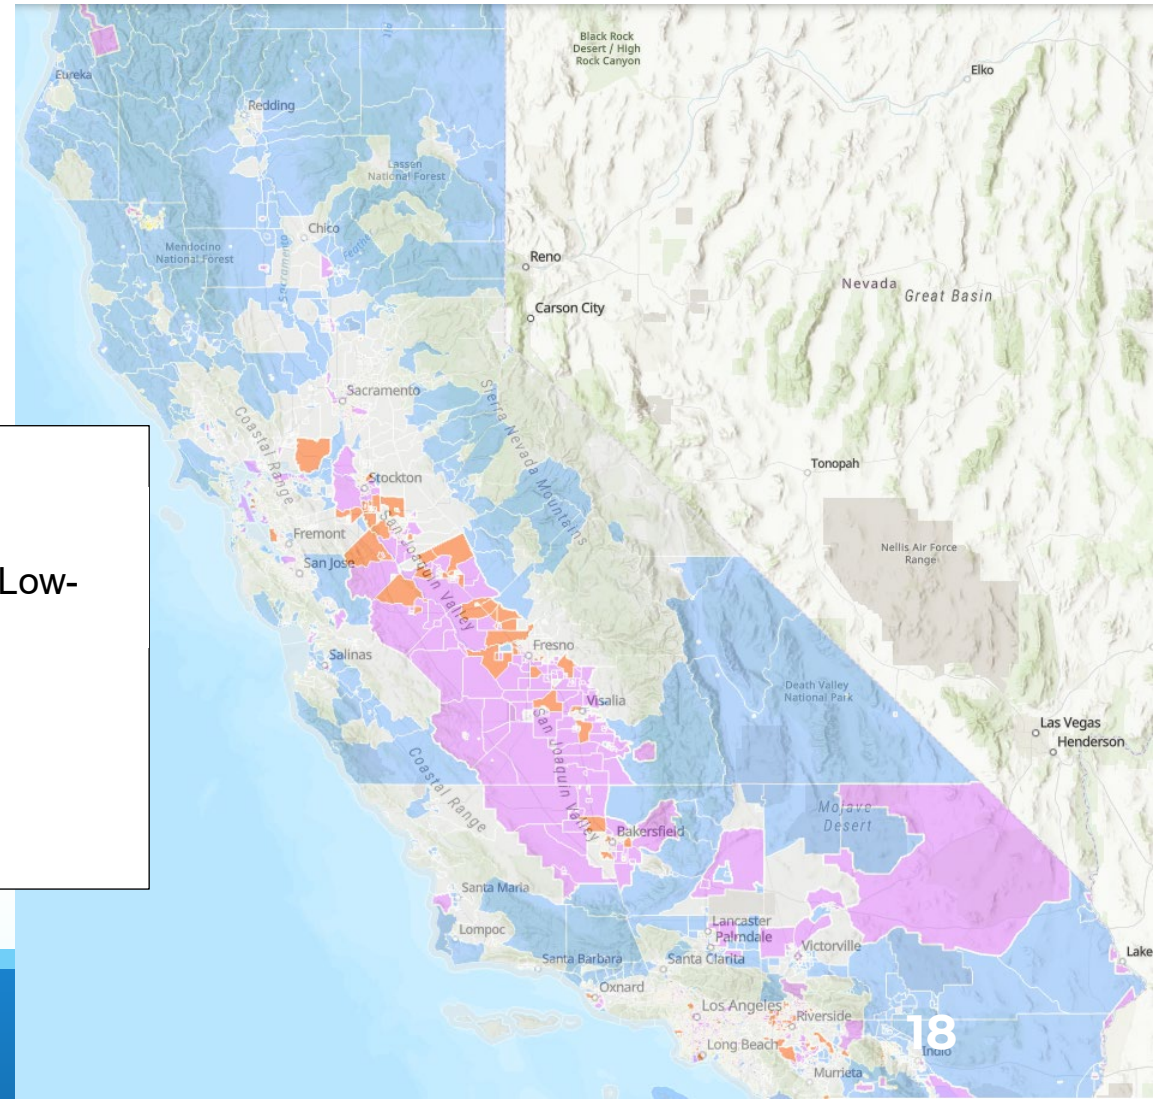 Black Rock
Desert / High
Rock Canyon
Elko
Eureka
Redding
Lassen
National Forest
Chico
Mendocino
National Forest
Sacramento
Feather
Reno
Nevada
Great Basin
Carson City
Sacramento
Sierra Nevada Mountains
Coastal Range
Tonopah
Stockton
Fremont
San Joaquin Valley
Nellis Air Force
Range
San Jose
Low-
Salinas
Fresno
Death Valley
National Park
Visalia
Las Vegas
Henderson
San Joaquin Valley
Coastal Range
Mojave
Desert
Bakersfield
Santa Maria
Lompoc
Lancaster
Palmdale
Victorville
Lake
Santa Barbara
Santa Clarita
Oxnard
Los Angeles
Riverside
18
Long Beach
Indio
Murrieta